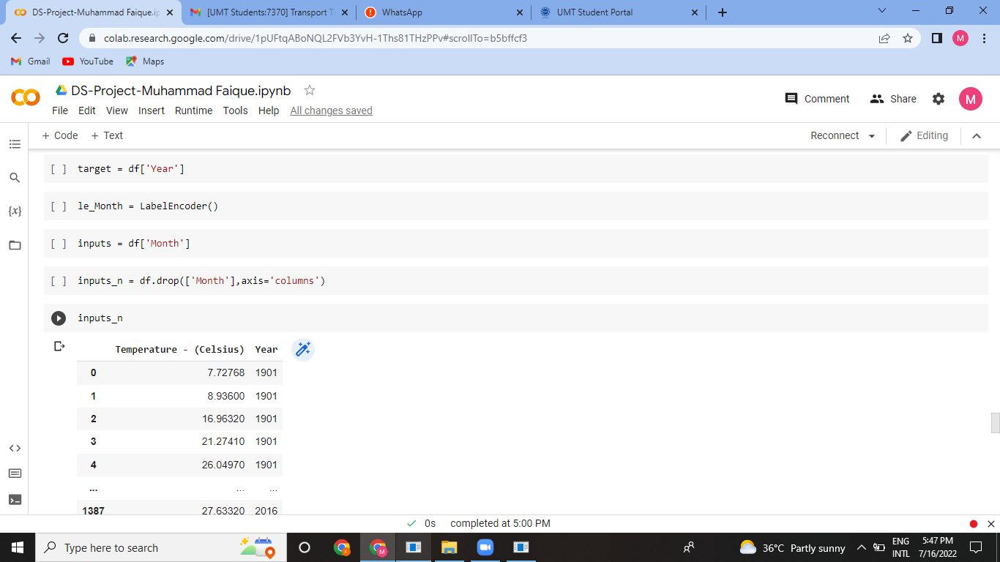 DS-Project-Muhammad Faique.ip
[UMT Students:7370] Transport T
WhatsApp
UMT Student Portal
colab.research.google.com/drive/1pUFtqABoNQL2FVb3YvH-1Ths81THzPPv#scrollTo=b5bffcf3
M
Gmail YouTube Maps
DS-Project-Muhammad Faique.ipynb
Comment Share M
File Edit View Insert Runtime Tools Help All changes saved
+ Code + Text Reconnect Editing
[ ] target = df['Year']
[ ] le_Month = LabelEncoder()
{x}
[ ] inputs = df['Month']
[ ] inputs_n = df.drop(['Month'],axis='columns')
inputs_n
Temperature - (Celsius) Year
0 7.72768 1901
1 8.93600 1901
2 16.96320 1901
3 21.27410 1901
4 26.04970 1901
... ... ...
1387 27.63320 2016
0s completed at 5:00 PM
Type here to search
F
M
36°C Partly sunny
ENG
INTL
5:47 PM
7/16/2022